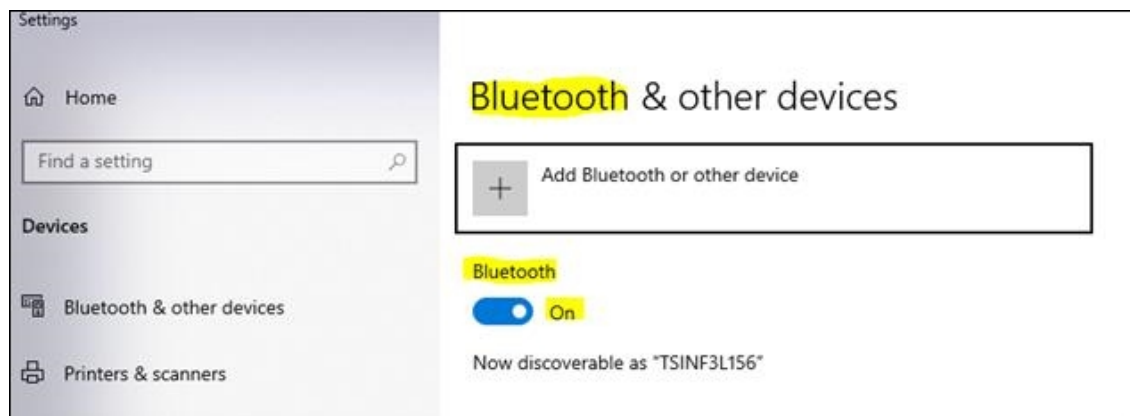 Settings
Home
Find a setting
Devices
Bluetooth & other devices
Printers & scanners
Bluetooth & other devices
Add Bluetooth or other device
Bluetooth
On
Now discoverable as "TSINF3L156"